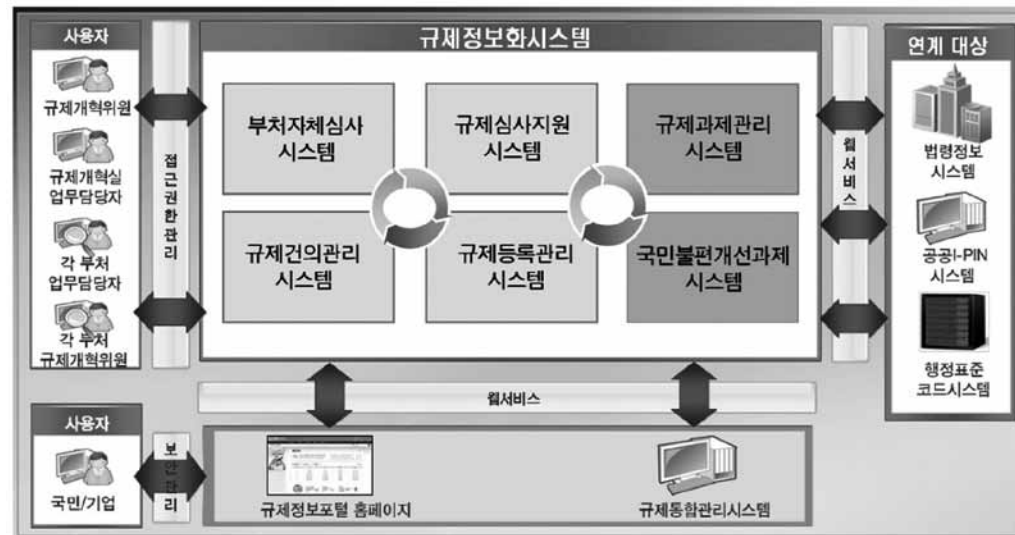 사용자
규제개혁위원
규제개혁실
업무담당자
각 부처
업무담당자
각 부처
규제개혁위원
접근권한관리
규제정보화시스템
부처자체심사
시스템
규제심사지원
시스템
규제과제관리
시스템
규제건의관리
시스템
규제등록관리
시스템
국민불편개선과제
시스템
웹서비스
연계 대상
법령정보
시스템
공공I-PIN
시스템
행정표준
코드시스템
웹서비스
사용자
국민/기업
보안관리
규제정보포털 홈페이지
규제통합관리시스템